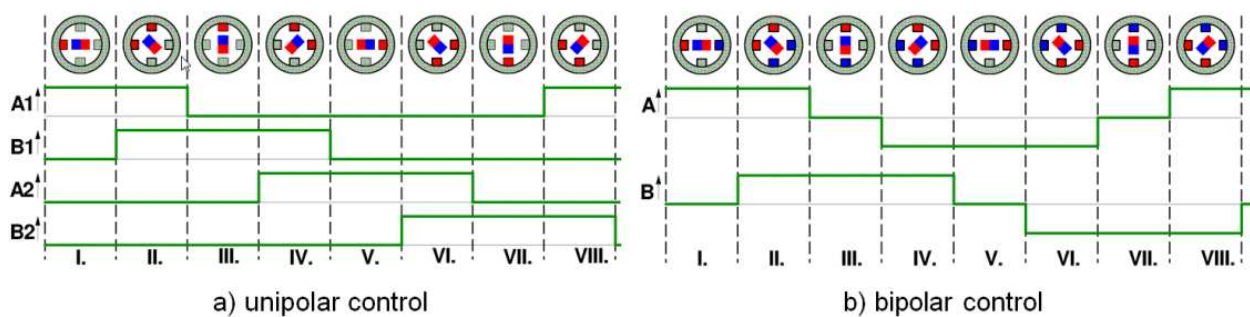 A1
B1
A2
B2
I. II. III. IV. V. VI. VII. VIII.
a) unipolar control
A
B
I. II. III. IV. V. VI. VII. VIII.
b) bipolar control